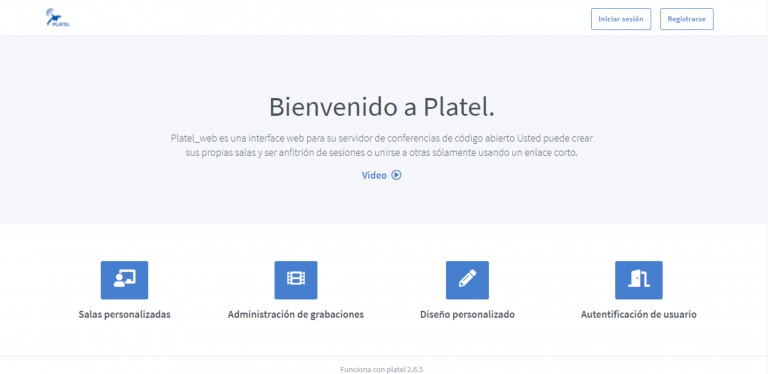 PLATEL
Iniciar sesión
Registrarse
Bienvenido a Platel.
Platel_web es una interface web para su servidor de conferencias de código abierto Usted puede crear
sus propias salas y ser anfitrión de sesiones o unirse a otras sólamente usando un enlace corto.
Video
Salas personalizadas
Administración de grabaciones
Diseño personalizado
Autentificación de usuario
Funciona con platel 2.6.5